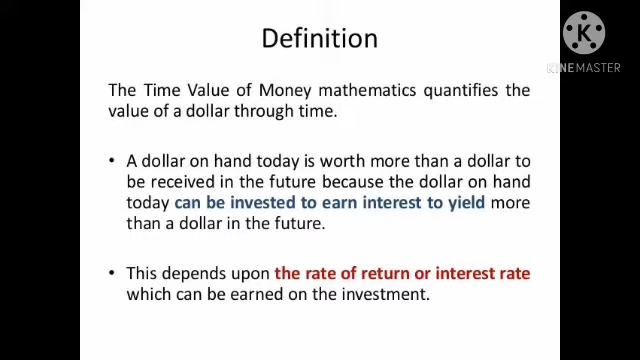 Definition
KINEMASTER
The Time Value of Money mathematics quantifies the
value of a dollar through time.
• A dollar on hand today is worth more than a dollar to
be received in the future because the dollar on hand
today can be invested to earn interest to yield more
than a dollar in the future.
• This depends upon the rate of return or interest rate
which can be earned on the investment.